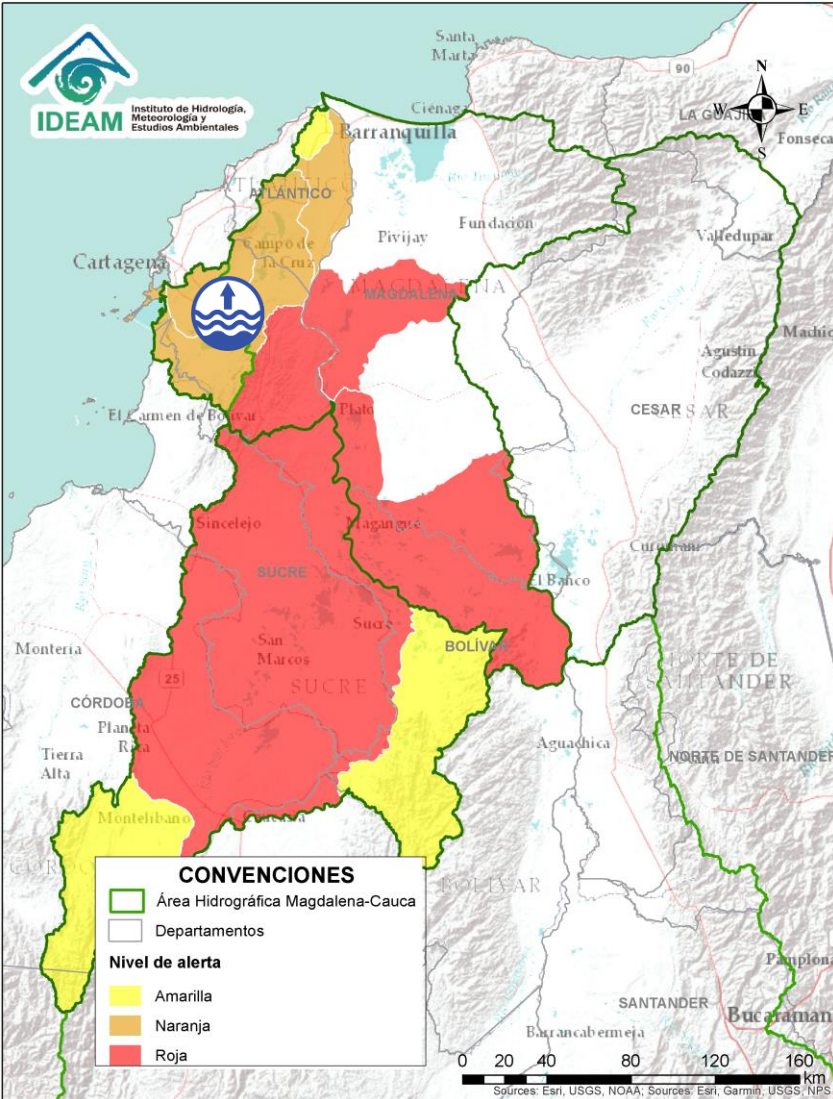 IDEAM
Instituto de Hidrología,
Meteorología y
Estudios Ambientales
Santa
Marta
90
N
W
E
S
Ciénaga
LA GUAJIRA
Barranquilla
Fonseca
ATLÁNTICO
ATLÁNTICO
Fundación
Pivijay
Valledupar
Campo de
la Cruz
Cartagena
MAGDALENA
MAGDALENA
Agustín
Codazzi
El Carmen de Bolívar
Plato
CESAR
CESAR
Sincelejo
Magangué
SUCRE
El Banco
Sucre
Montería
San
Marcos
BOLÍVAR
SUCRE
NORTE DE
SANTANDER
25
CÓRDOBA
Planeta
Rica
Tierra
Alta
Aguachica
NORTE DE SANTANDER
Montelíbano
BOLÍVAR
CONVENCIONES
Área Hidrográfica Magdalena-Cauca
Departamentos
Nivel de alerta
Amarilla
Naranja
Roja
Pamplona
SANTANDER
Bucaraman
Barrancabermeja
0 20 40 80 120 160
km
Sources: Esri, USGS, NOAA; Sources: Esri, Garmin, USGS, NPS